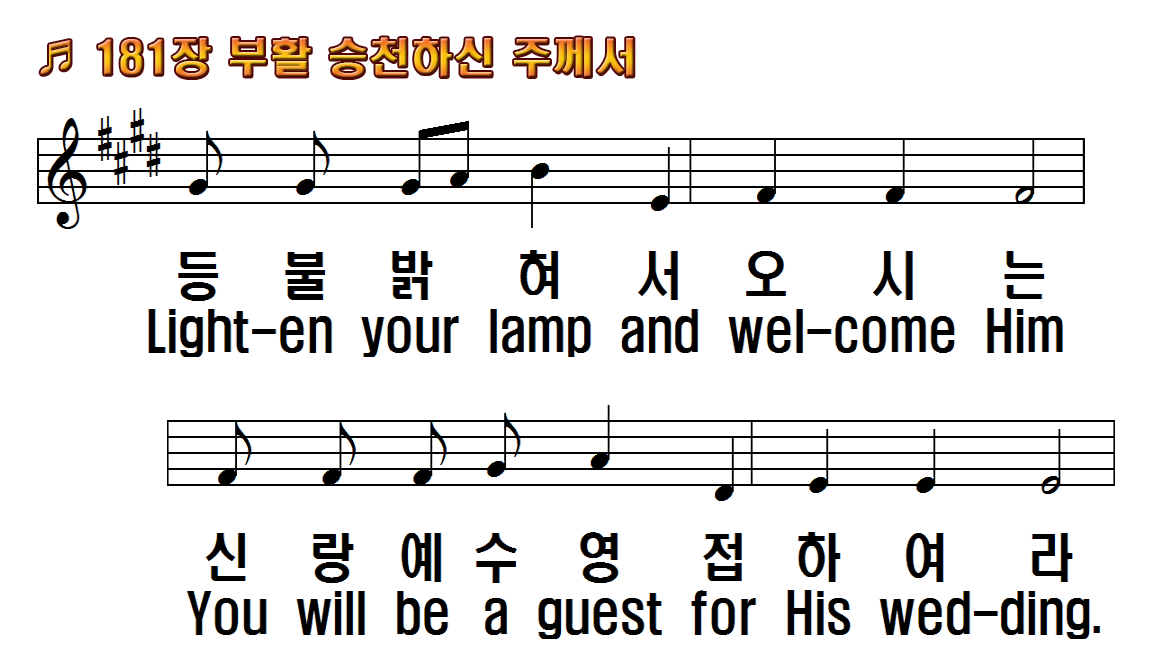 181장 부활 승천하신 주께서
등 불 밝 혀 서 오 시 는
Light-en your lamp and wel-come Him
신 랑 예 수 영 접 하 여 라
You will be a guest for His wed-ding.